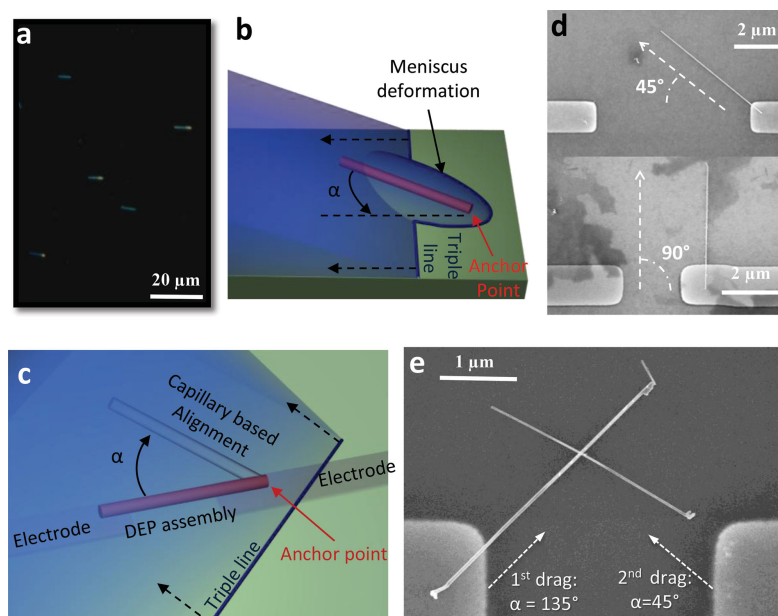 a
20 µm
b
Meniscus
deformation
α
Triple
line
Anchor
Point
c
Capillary based
Alignment
α
Electrode
Electrode
DEP assembly
Anchor point
Triple line
d
2 µm
45°
90°
2 µm
e
1 µm
1st drag:
α = 135°
2nd drag:
α=45°